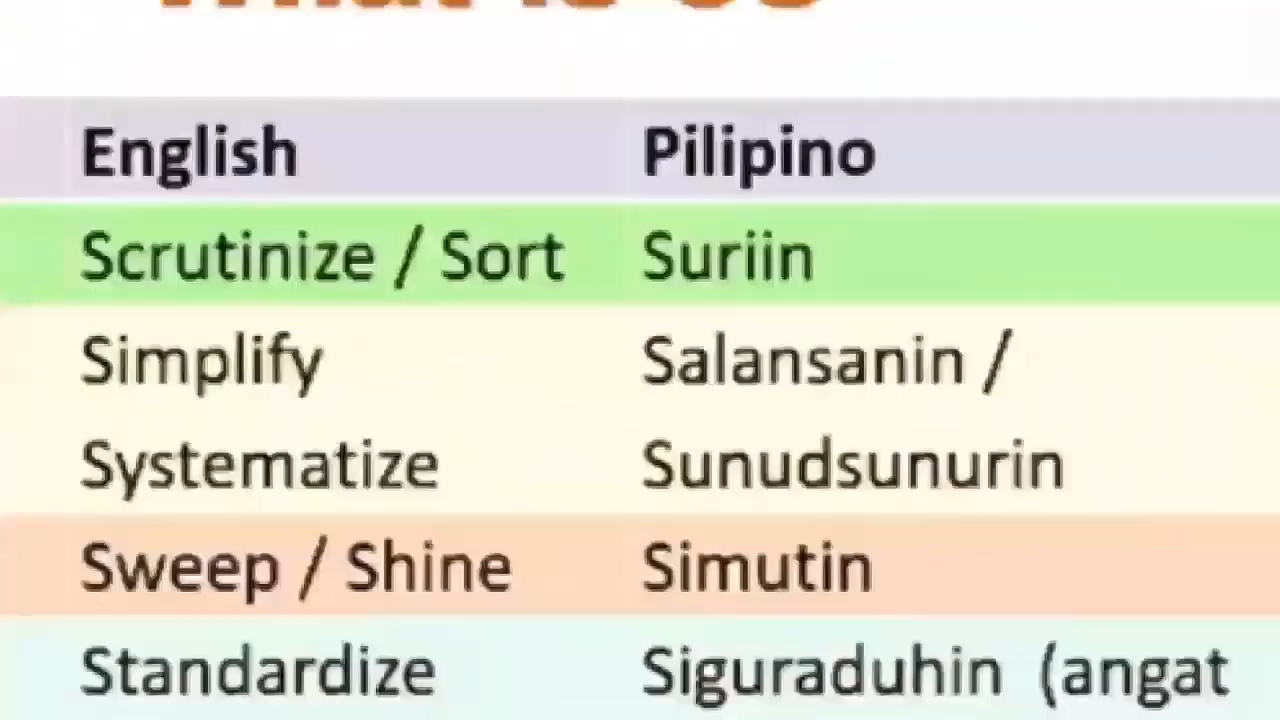 English Pilipino
Scrutinize / Sort Suriin
Simplify Salansanin /
Systematize Sunudsunurin
Sweep / Shine Simutin
Standardize Siguraduhin (angat